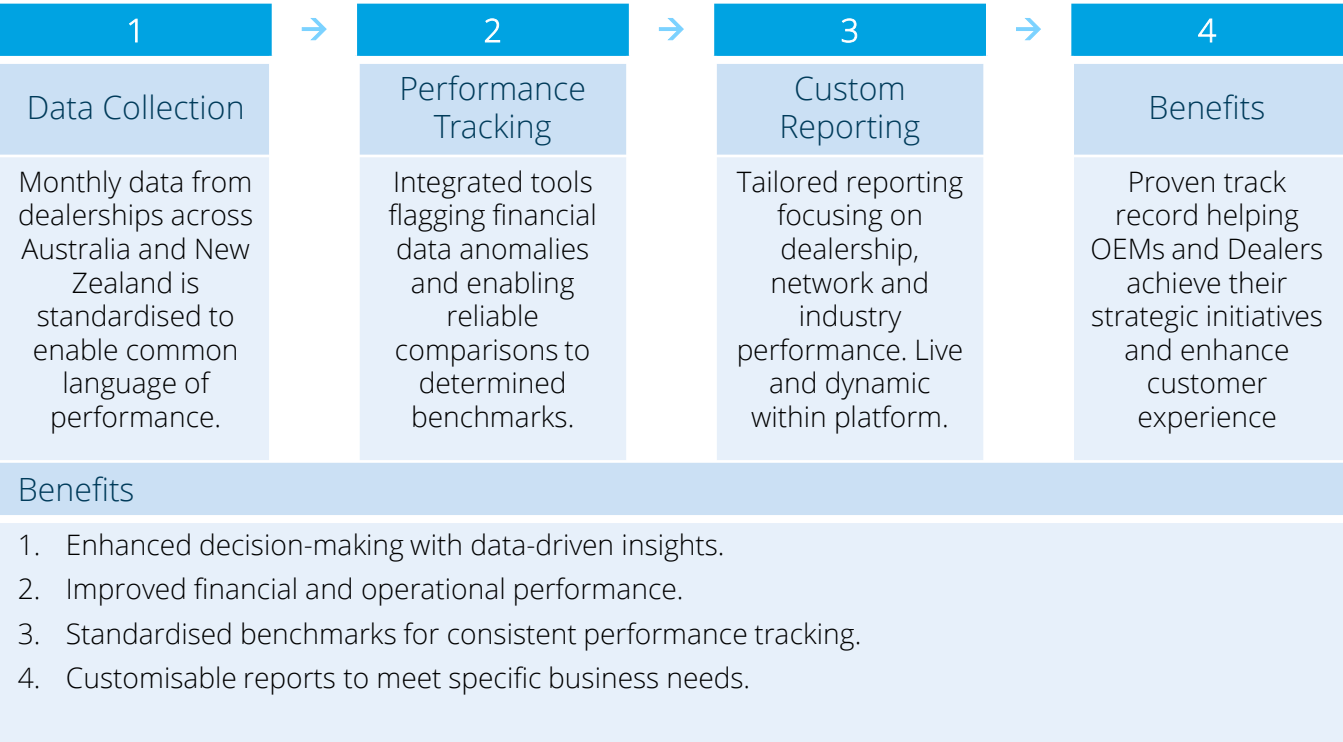 1 → 2 → 3 → 4
Data Collection
Monthly data from
dealerships across
Australia and New
Zealand is
standardised to
enable common
language of
performance.
Performance
Tracking
Integrated tools
flagging financial
data anomalies
and enabling
reliable
comparisons to
determined
benchmarks.
Custom
Reporting
Tailored reporting
focusing on
dealership,
network and
industry
performance. Live
and dynamic
within platform.
Benefits
Proven track
record helping
OEMs and Dealers
achieve their
strategic initiatives
and enhance
customer
experience
Benefits
1. Enhanced decision-making with data-driven insights.
2. Improved financial and operational performance.
3. Standardised benchmarks for consistent performance tracking.
4. Customisable reports to meet specific business needs.